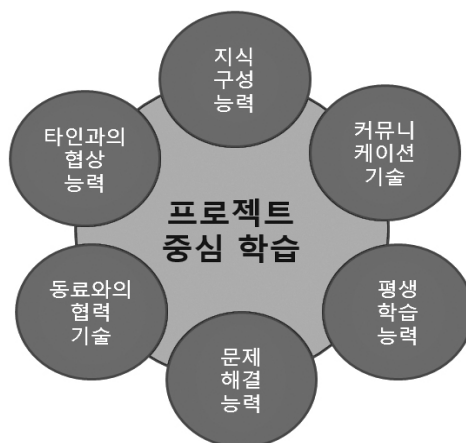 지식
구성
능력
커뮤니
케이션
기술
평생
학습
능력
문제
해결
능력
동료와의
협력
기술
타인과의
협상
능력
프로젝트
중심 학습